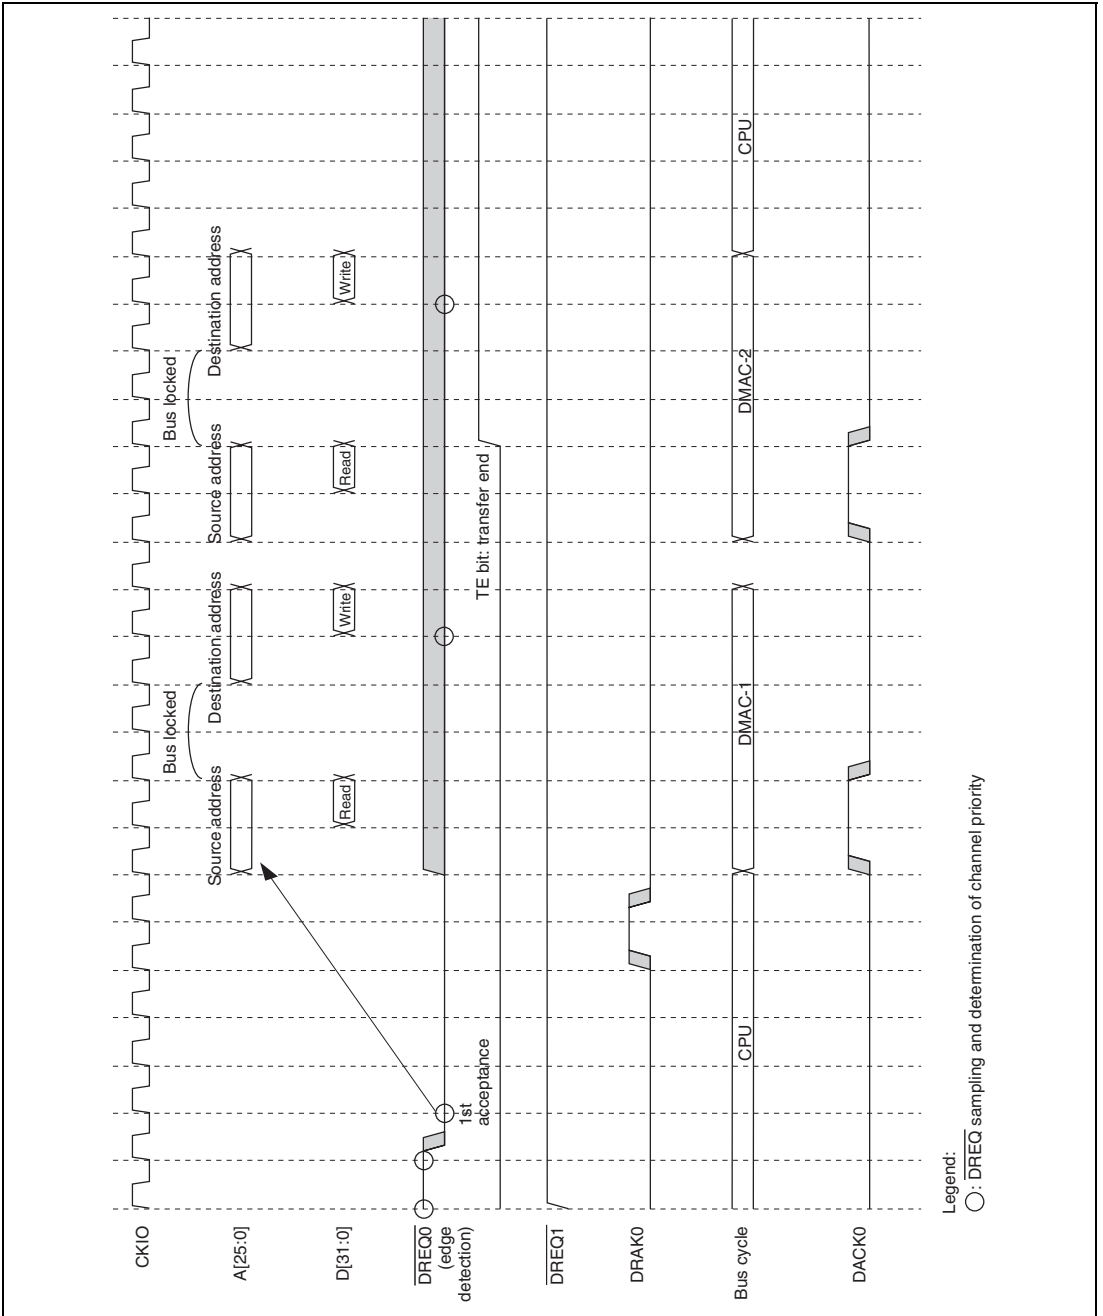 CKIO
A[25:0]
Source address
Bus locked
Destination address
Source address
Bus locked
Destination address
D[31:0]
Read
Write
Read
Write
DREQ0
(edge
detection)
1st
acceptance
TE bit: transfer end
DREQ1
DRAK0
Bus cycle
CPU
DMAC-1
DMAC-2
CPU
DACK0
Legend:
: DREQ sampling and determination of channel priority